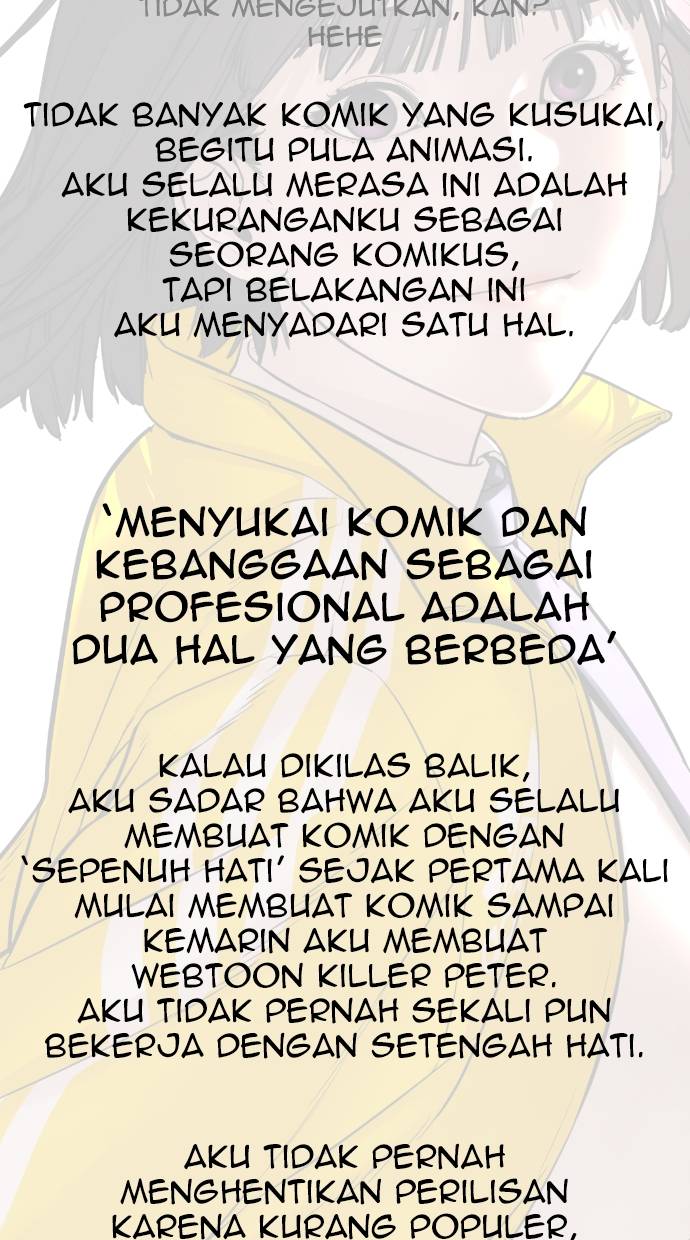 TIDAK MENGEJUTKAN, KAN?
HEHE
TIDAK BANYAK KOMIK YANG KUSUKAI,
BEGITU PULA ANIMASI.
AKU SELALU MERASA INI ADALAH
KEKURANGANKU SEBAGAI
SEORANG KOMIKUS,
TAPI BELAKANGAN INI
AKU MENYADARI SATU HAL.
'MENYUKAI KOMIK DAN
KEBANGGAAN SEBAGAI
PROFESIONAL ADALAH
DUA HAL YANG BERBEDA'
KALAU DIKILAS BALIK,
AKU SADAR BAHWA AKU SELALU
MEMBUAT KOMIK DENGAN
'SEPENUH HATI' SEJAK PERTAMA KALI
MULAI MEMBUAT KOMIK SAMPAI
KEMARIN AKU MEMBUAT
WEBTOON KILLER PETER.
AKU TIDAK PERNAH SEKALI PUN
BEKERJA DENGAN SETENGAH HATI.
AKU TIDAK PERNAH
MENGHENTIKAN PERILISAN
KARENA KURANG POPULER,